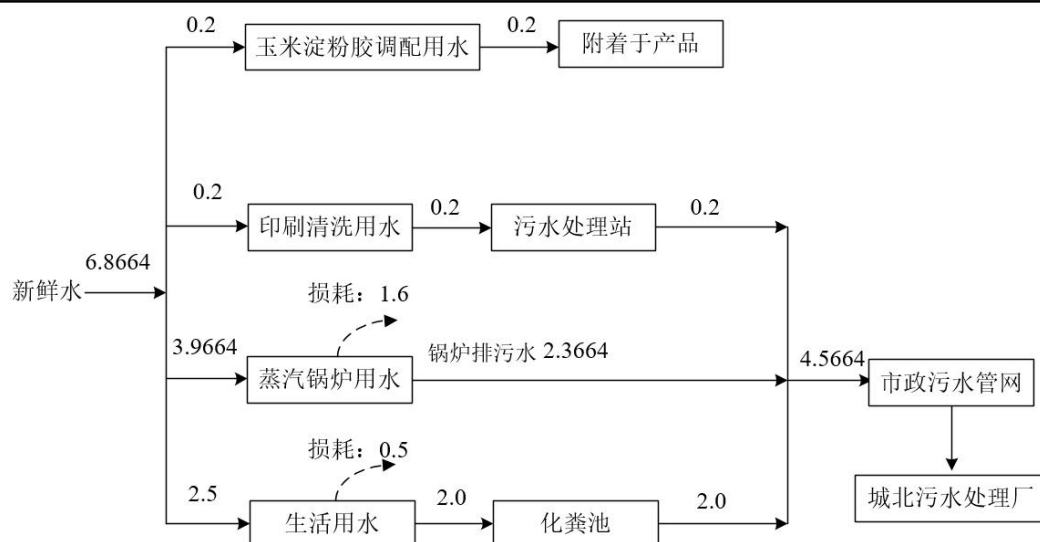 0.2
玉米淀粉胶调配用水
0.2
附着于产品
0.2
印刷清洗用水
0.2
污水处理站
0.2
6.8664
新鲜水
损耗：1.6
3.9664
蒸汽锅炉用水
锅炉排污水 2.3664
4.5664
市政污水管网
损耗：0.5
2.5
生活用水
2.0
化粪池
2.0
城北污水处理厂